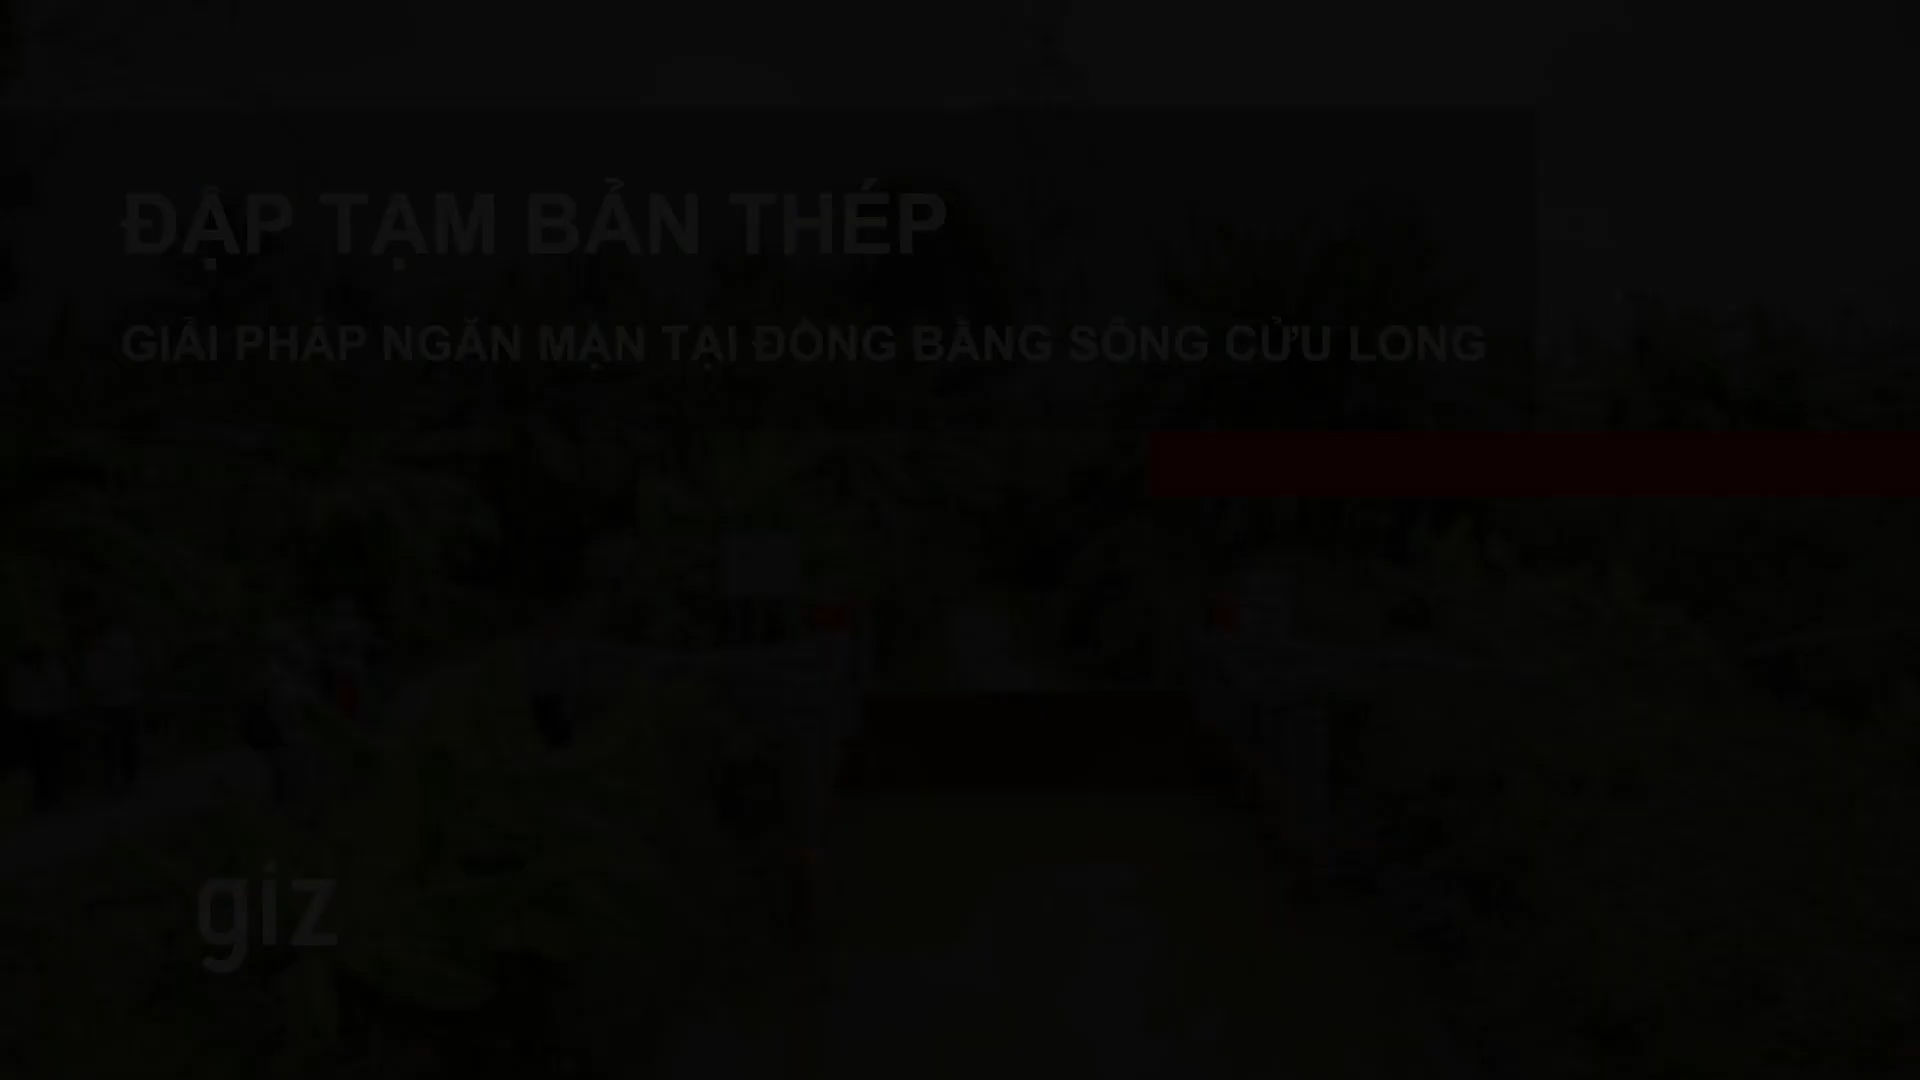 ĐẬP TẠM BẢN THÉP
GIẢI PHÁP NGĂN MẶN TẠI ĐỒNG BẰNG SÔNG CỬU LONG
giz